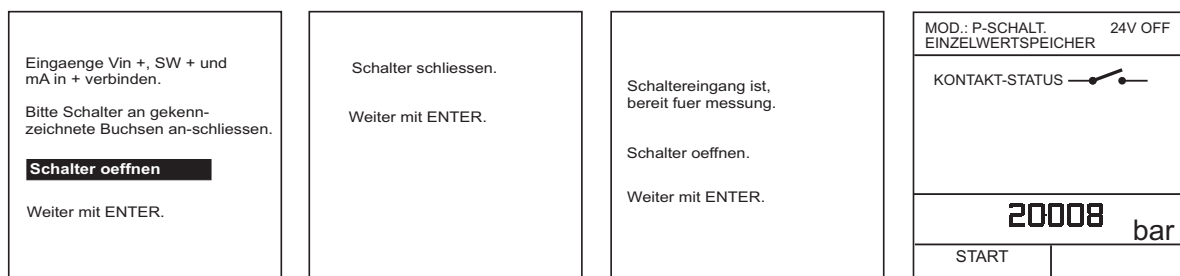 Eingaenge Vin +, SW + und
mA in + verbinden.
Bitte Schalter an gekenn-
zeichnete Buchsen an-schliessen.
Schalter oeffnen
Weiter mit ENTER.
Schalter schliessen.
Weiter mit ENTER.
Schaltereingang ist,
bereit fuer messung.
Schalter oeffnen.
Weiter mit ENTER.
MOD.: P-SCHALT. 24V OFF
EINZELWERTSPEICHER
KONTAKT-STATUS
20008 bar
START